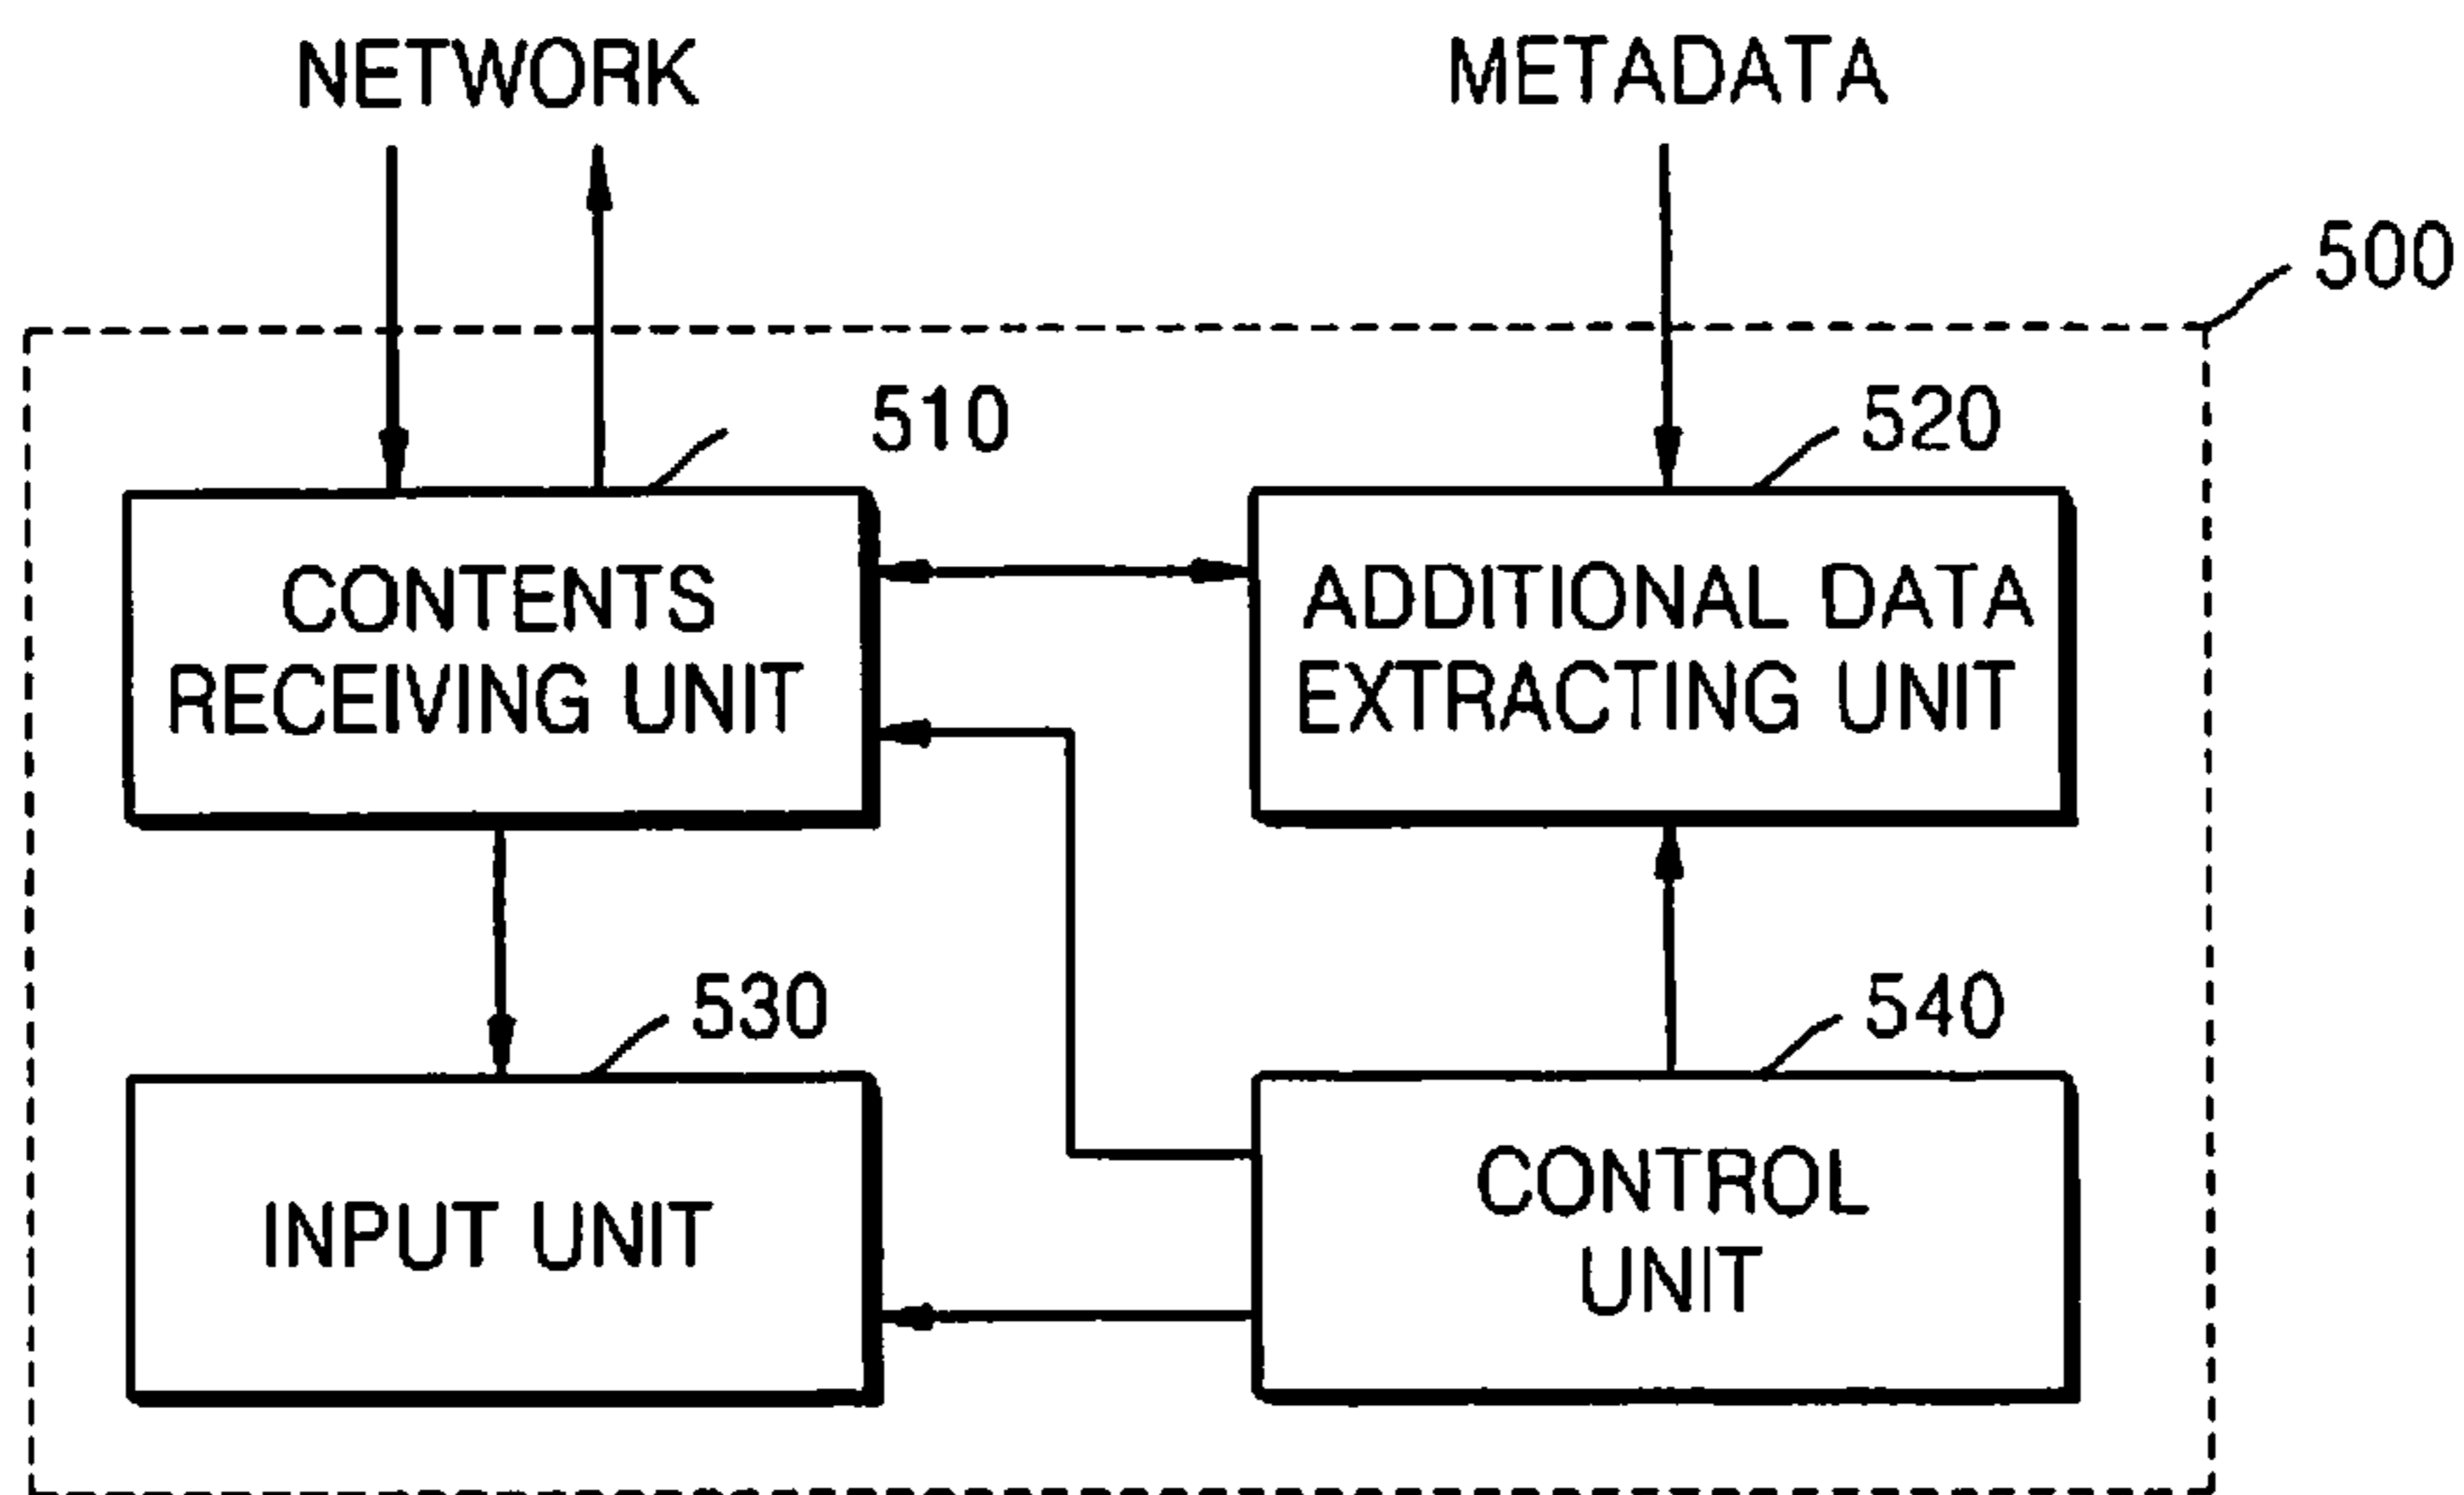 NETWORK
METADATA
500
510
520
CONTENTS
RECEIVING UNIT
ADDITIONAL DATA
EXTRACTING UNIT
530
540
INPUT UNIT
CONTROL
UNIT